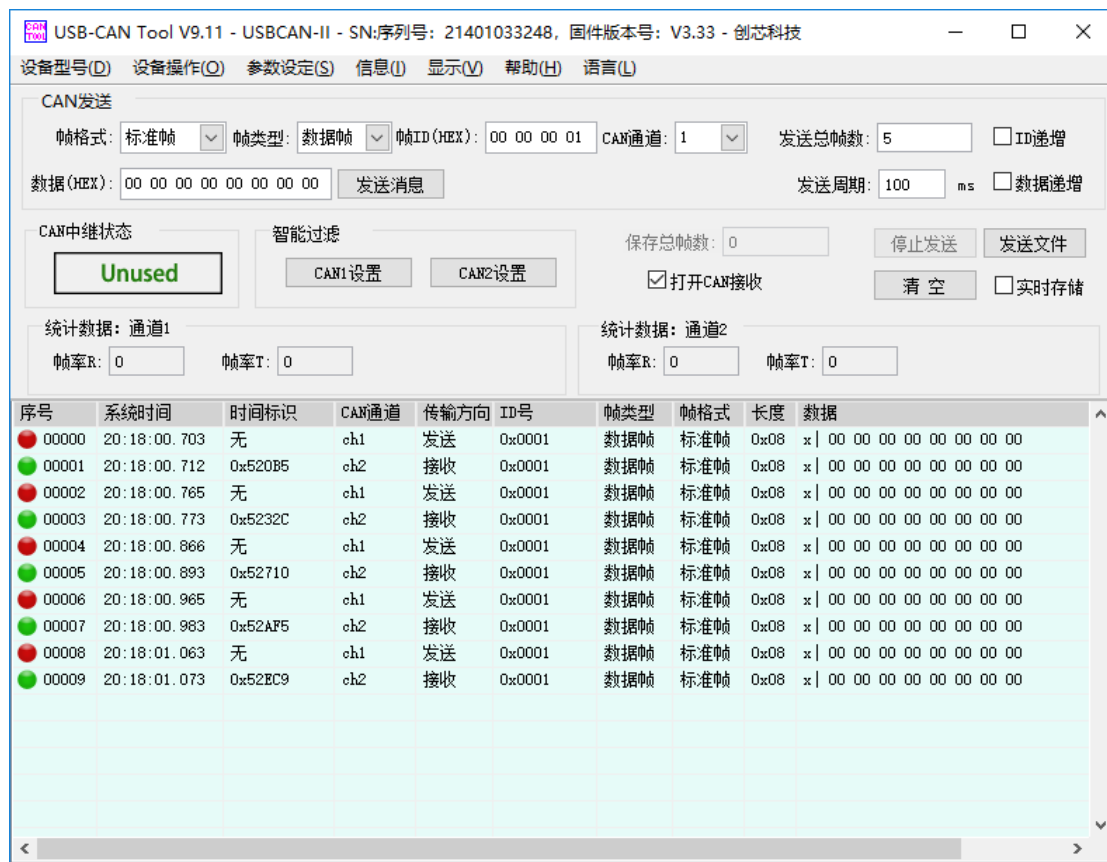 CAN TOOL USB-CAN Tool V9.11 - USBCAN-II - SN:序列号：21401033248, 固件版本号：V3.33 - 创芯科技
设备型号(D) 设备操作(O) 参数设定(S) 信息(I) 显示(V) 帮助(H) 语言(L)
CAN发送
帧格式: 标准帧 帧类型: 数据帧 帧ID(HEX): 00 00 00 01 CAN通道: 1 发送总帧数: 5 ID递增
数据(HEX): 00 00 00 00 00 00 00 00 发送消息 发送周期: 100 ms 数据递增
CAN中继状态 智能过滤 保存总帧数: 0 停止发送 发送文件
Unused CAN1设置 CAN2设置 打开CAN接收 清 空 实时存储
统计数据: 通道1 统计数据: 通道2
帧率R: 0 帧率T: 0 帧率R: 0 帧率T: 0
序号 系统时间 时间标识 CAN通道 传输方向 ID号 帧类型 帧格式 长度 数据
00000 20:18:00.703 无 ch1 发送 0x0001 数据帧 标准帧 0x08 x| 00 00 00 00 00 00 00 00
00001 20:18:00.712 0x520B5 ch2 接收 0x0001 数据帧 标准帧 0x08 x| 00 00 00 00 00 00 00 00
00002 20:18:00.765 无 ch1 发送 0x0001 数据帧 标准帧 0x08 x| 00 00 00 00 00 00 00 00
00003 20:18:00.773 0x5232C ch2 接收 0x0001 数据帧 标准帧 0x08 x| 00 00 00 00 00 00 00 00
00004 20:18:00.866 无 ch1 发送 0x0001 数据帧 标准帧 0x08 x| 00 00 00 00 00 00 00 00
00005 20:18:00.893 0x52710 ch2 接收 0x0001 数据帧 标准帧 0x08 x| 00 00 00 00 00 00 00 00
00006 20:18:00.965 无 ch1 发送 0x0001 数据帧 标准帧 0x08 x| 00 00 00 00 00 00 00 00
00007 20:18:00.983 0x52AF5 ch2 接收 0x0001 数据帧 标准帧 0x08 x| 00 00 00 00 00 00 00 00
00008 20:18:01.063 无 ch1 发送 0x0001 数据帧 标准帧 0x08 x| 00 00 00 00 00 00 00 00
00009 20:18:01.073 0x52EC9 ch2 接收 0x0001 数据帧 标准帧 0x08 x| 00 00 00 00 00 00 00 00